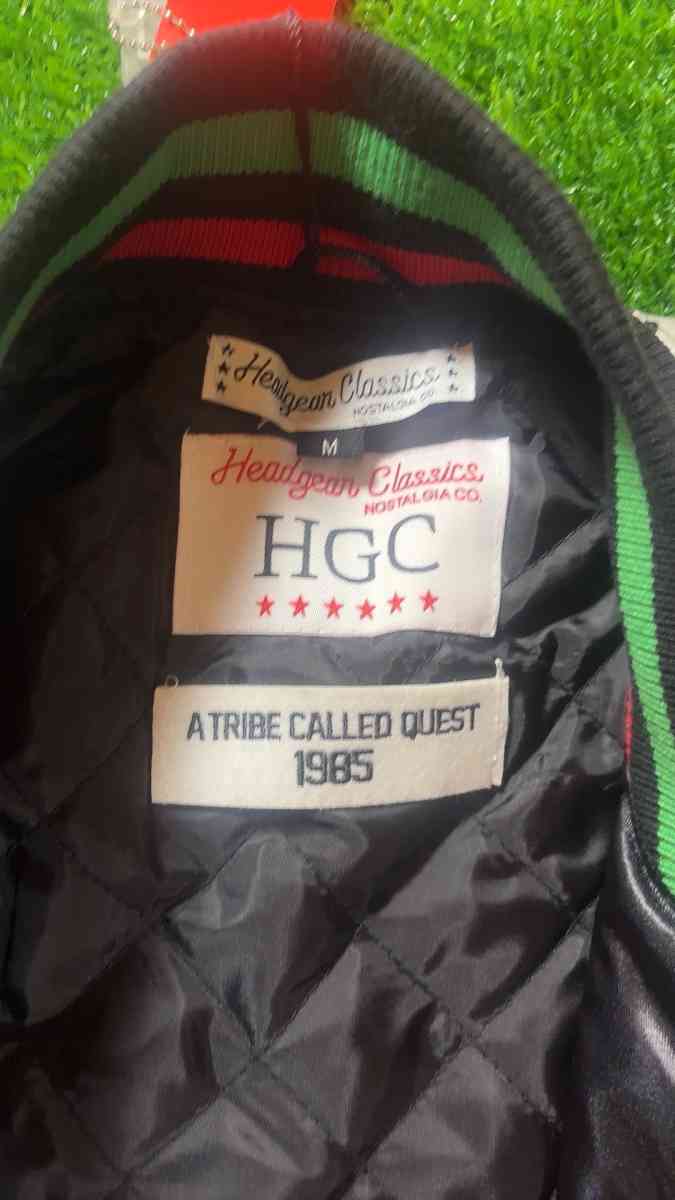 Headgear Classics
NOSTALGIA CO.
M
Headgear Classics
NOSTALGIA CO.
HGC
A TRIBE CALLED QUEST
1985